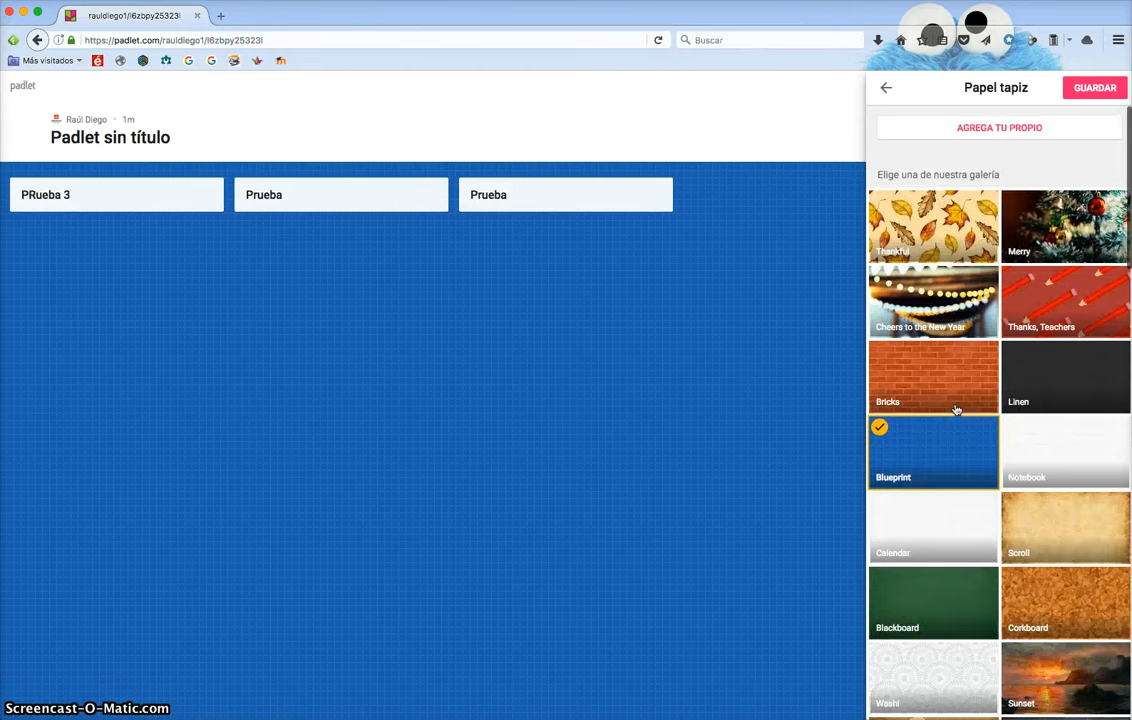 rauldiego1/l6zbpy25323l
https://padlet.com/rauldiego1/l6zbpy25323l
Buscar
Más visitados
padlet
Raúl Diego · 1m
Padlet sin título
PRueba 3
Prueba
Prueba
Papel tapiz
GUARDAR
AGREGA TU PROPIO
Elige una de nuestra galería
Thankful
Merry
Cheers to the New Year
Thanks, Teachers
Bricks
Linen
Blueprint
Notebook
Calendar
Scroll
Blackboard
Corkboard
Washi
Sunset
Screencast-O-Matic.com